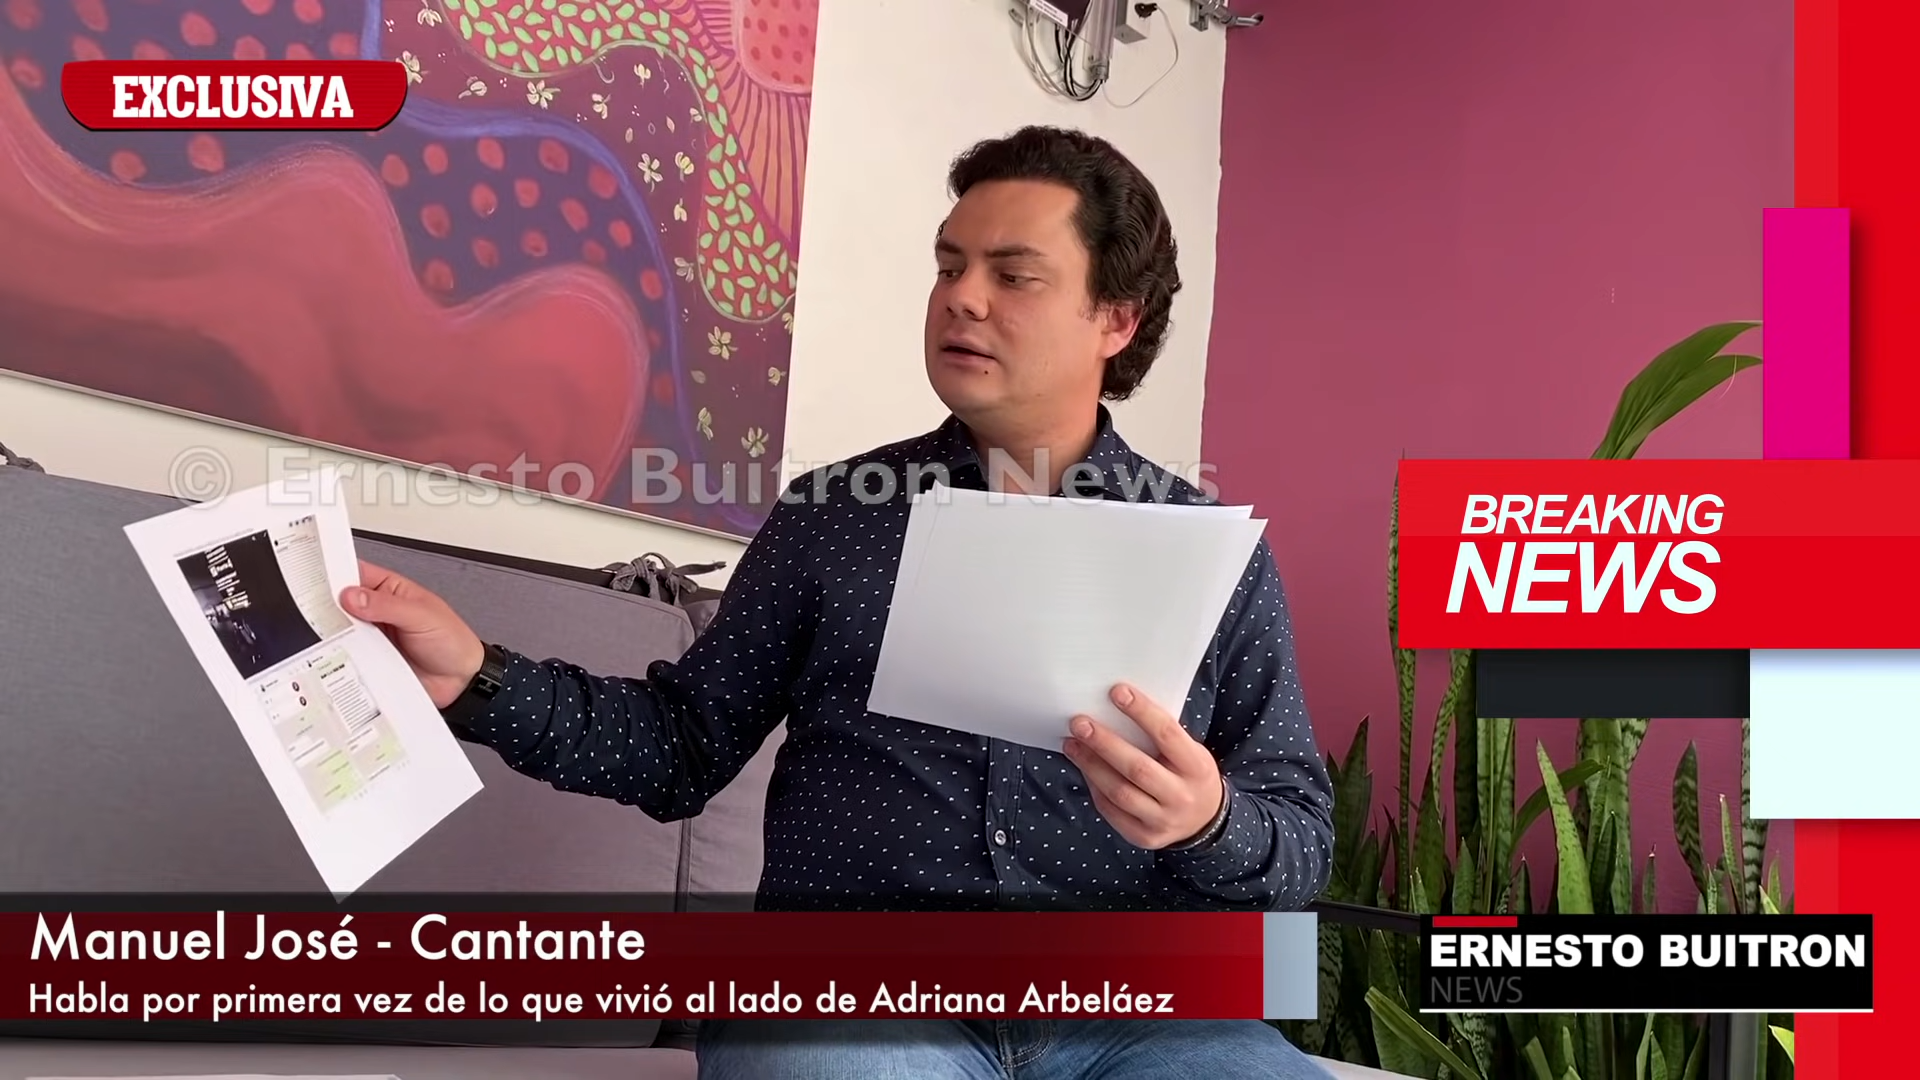 EXCLUSIVA
© Ernesto Buitron News
BREAKING
NEWS
Manuel José - Cantante
Habla por primera vez de lo que vivió al lado de Adriana Arbeláez
ERNESTO BUITRON
NEWS